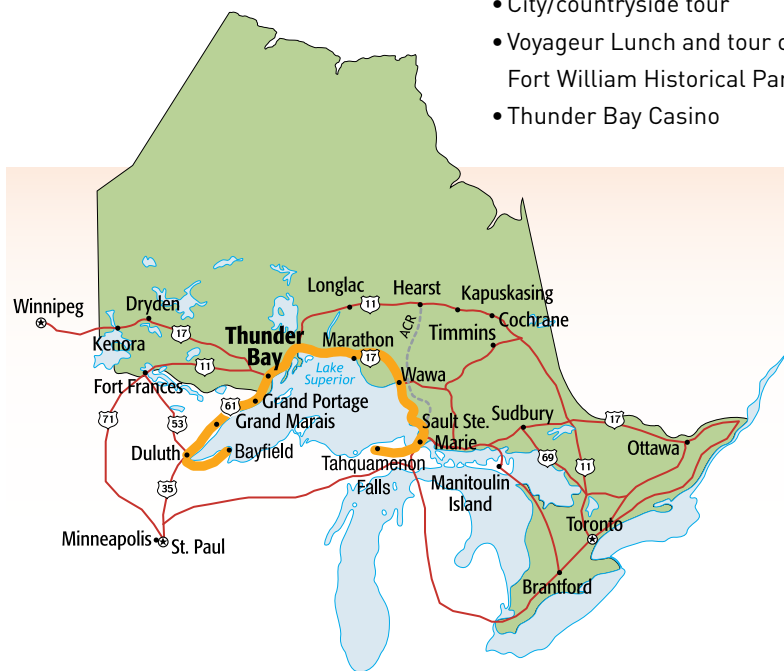 • City/countryside tour
• Voyageur Lunch and tour
Fort William Historical
• Thunder Bay Casino
Winnipeg
Dryden
Kenora
17
Longlac
11
Hearst
Kapuskasing
Cochrane
ACR
Timmins
Thunder
Bay
Marathon
17
Lake
Superior
Wawa
11
Fort Frances
61
Grand Portage
Grand Marais
71
53
Duluth
Bayfield
35
Sault Ste.
Marie
Sudbury
17
Ottawa
69
11
Tahquamenon
Falls
Manitoulin
Island
Minneapolis
St. Paul
Toronto
Brantford